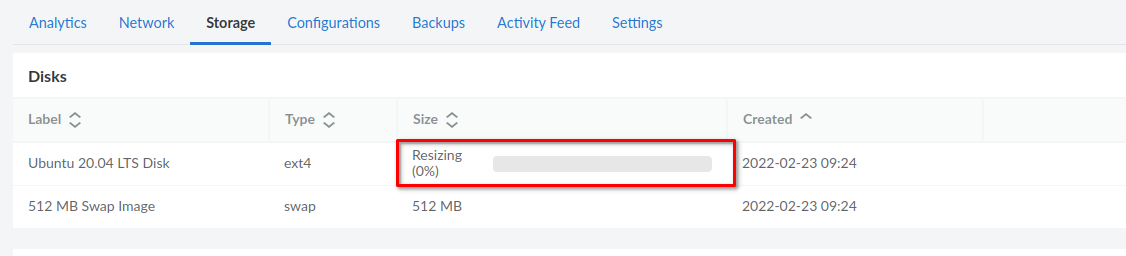 Analytics Network Storage Configurations Backups Activity Feed Settings
Disks
Label Type Size Created
Ubuntu 20.04 LTS Disk ext4 Resizing (0%) 2022-02-23 09:24
512 MB Swap Image swap 512 MB 2022-02-23 09:24